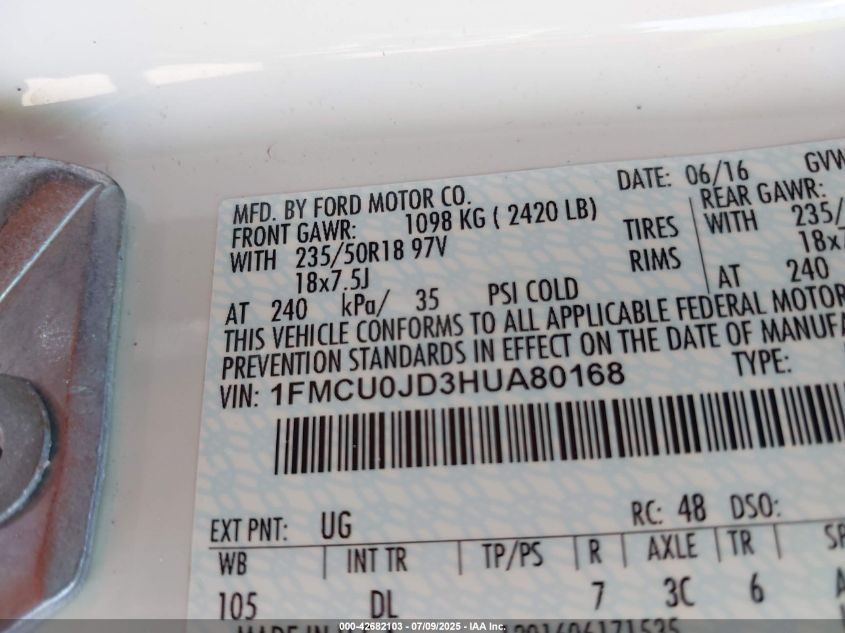 DATE: 06/16 GVW
MFD. BY FORD MOTOR CO.
FRONT GAWR: 1098 KG ( 2420 LB) REAR GAWR:
WITH 235/50R18 97V TIRES WITH 235/
18x7.5J RIMS 18x
AT 240 kPa/ 35 PSI COLD AT 240
THIS VEHICLE CONFORMS TO ALL APPLICABLE FEDERAL MOTOR
PREVENTION STANDARDS IN EFFECT ON THE DATE OF MANUFA
VIN: 1FMCU0JD3HUA80168 TYPE:
EXT PNT: UG RC: 48 DSO:
WB INT TR TP/PS R AXLE TR SP
105 DL 7 3C 6
000-42682103 - 07/09/2025 - IAA Inc.